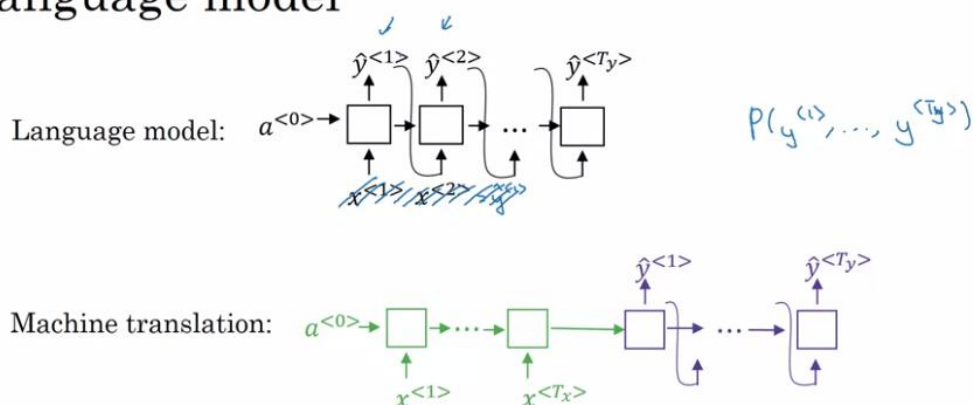 anguage model
ŷ<1> ŷ<2> ŷ<Ty>
Language model: a<0> ...
P(y<1>, ..., y<Ty>)
x<1> x<2>
ŷ<1> ŷ<Ty>
Machine translation: a<0> ... ...
x<1> x<Tx>